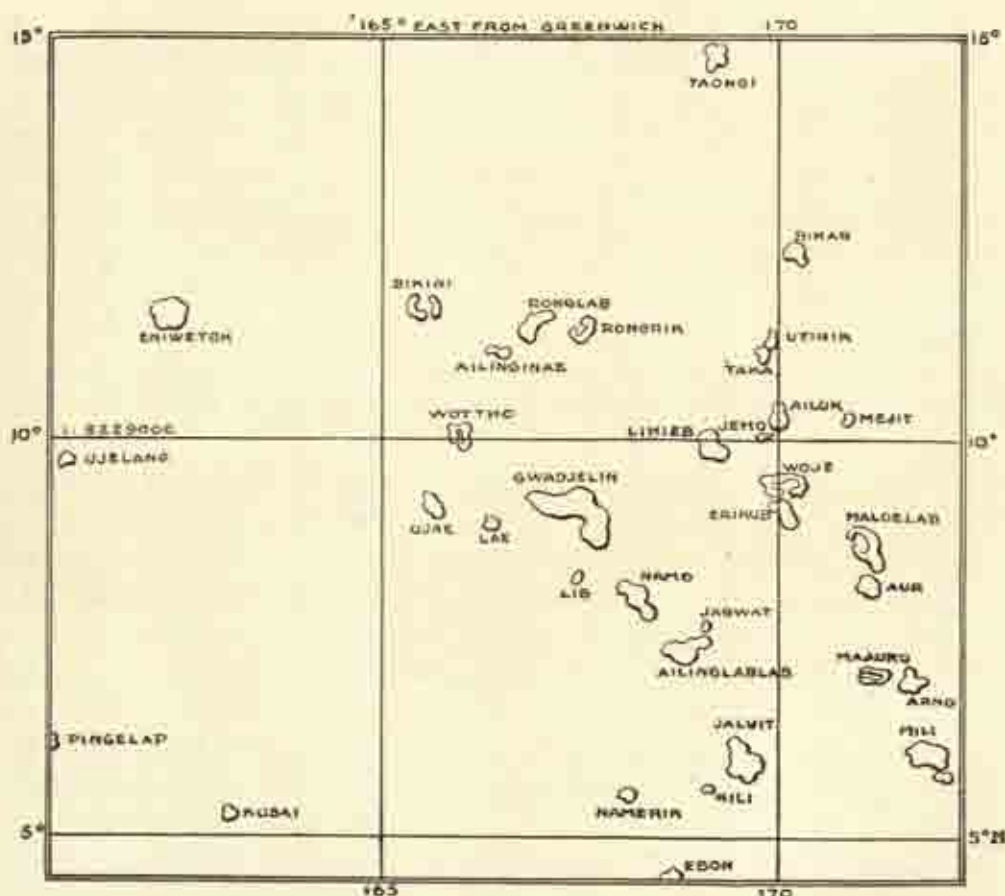 165° EAST FROM GREENWICH 170
15° 15°
TAONGI
BIKAR
BIKINI
RONGLAB
ENIWETOK
RONGRIK
UTIRIK
AILINGINAE
TAKA
AILUK
WOTTHO
MEJIT
1:8229000
LIKIEB
JEMO
10° 10°
UJELANG
WOJE
GWADJELIN
UJAE
LAE
ERIKUB
MALOELAB
LIB
NAMO
AUR
JABWAT
AILINGLABLAB
MAJURO
ARNO
PINGELAP
JALUIT
MILI
KUSAI
NAMERIK
KILI
5°
EBON
165 170